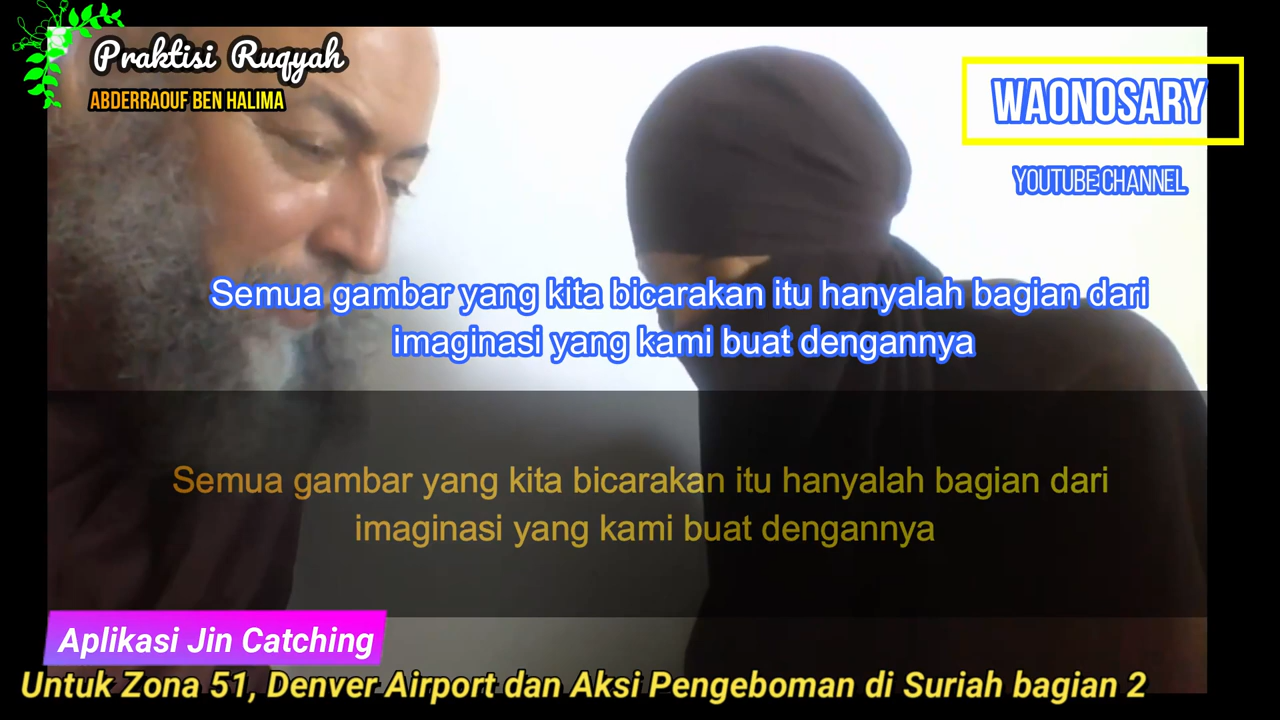 Praktisi Ruqyah
ABDERRAOUF BEN HALIMA
WAONOSARY
YOUTUBE CHANNEL
Semua gambar yang kita bicarakan itu hanyalah bagian dari
imaginasi yang kami buat dengannya
Semua gambar yang kita bicarakan itu hanyalah bagian dari
imaginasi yang kami buat dengannya
Aplikasi Jin Catching
Untuk Zona 51, Denver Airport dan Aksi Pengeboman di Suriah bagian 2